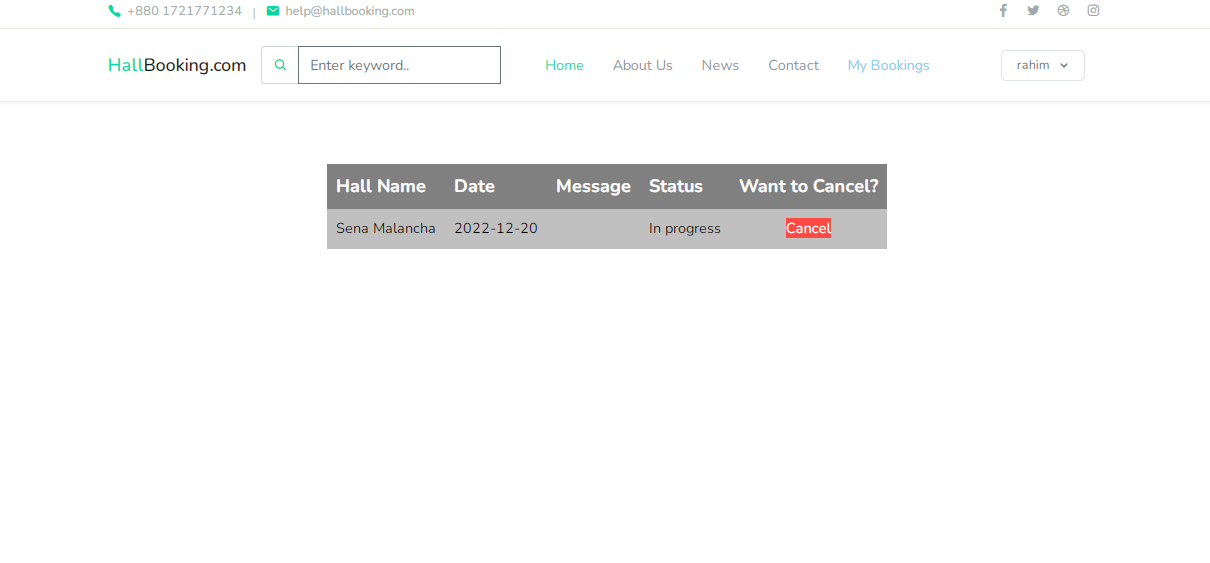 +880 1721771234 | help@hallbooking.com
HallBooking.com Enter keyword.. Home About Us News Contact My Bookings rahim
Hall Name Date Message Status Want to Cancel?
Sena Malancha 2022-12-20 In progress Cancel